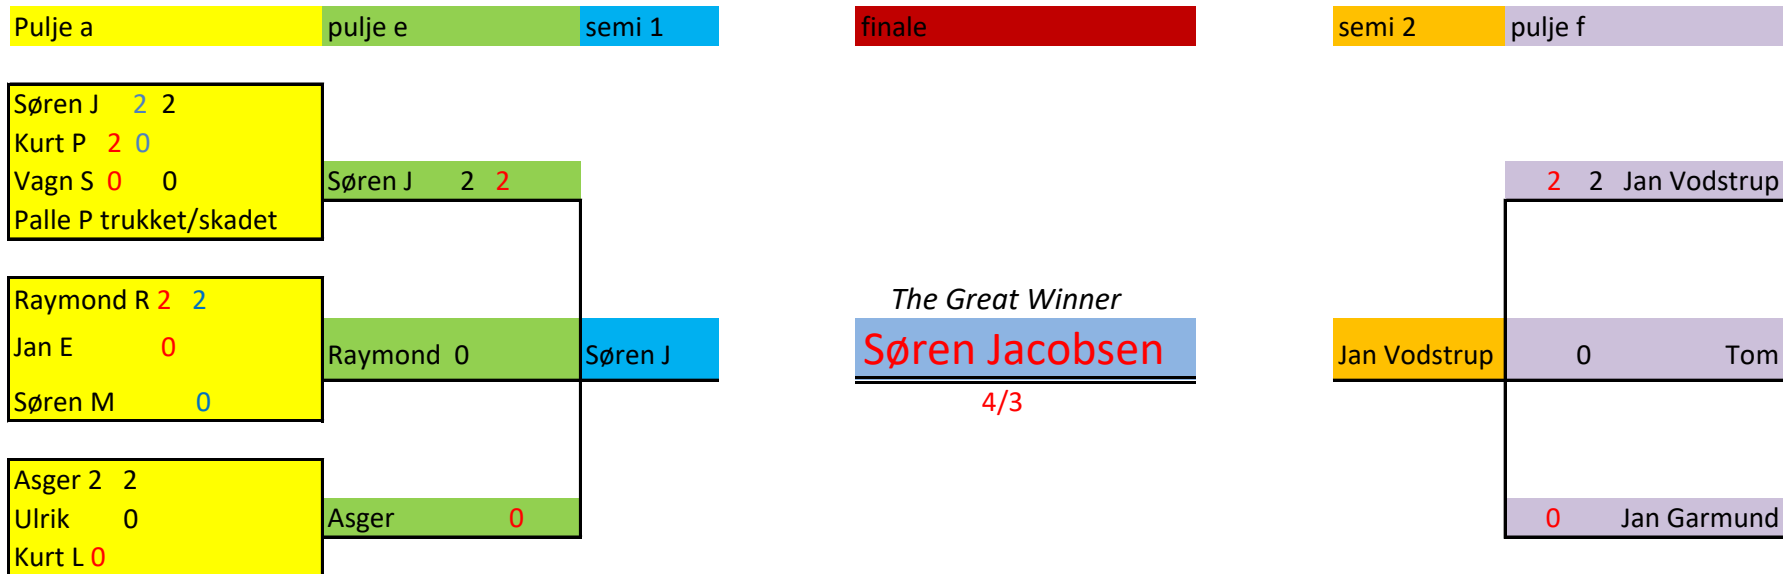 Pulje a pulje e semi 1 finale semi 2 pulje f
Søren J 2 2
Kurt P 2 0
Vagn S 0 0
Palle P trukket/skadet
Søren J 2 2
2 2 Jan Vodstrup
Raymond R 2 2
Jan E 0
Søren M 0
Raymond 0
Søren J
The Great Winner
Søren Jacobsen
4/3
Jan Vodstrup
0 Tom
Asger 2 2
Ulrik 0
Kurt L 0
Asger 0
0 Jan Garmund